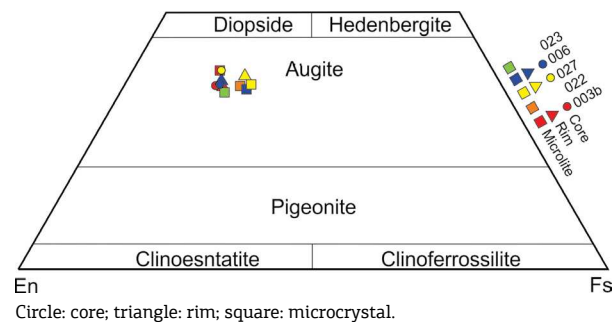 Diopside Hedenbergite
Augite
Pigeonite
Clinoesntatite Clinoferrossilite
En Fs
023
006
027
022
003b
Core
Rim
Microlite
Circle: core; triangle: rim; square: microcrystal.